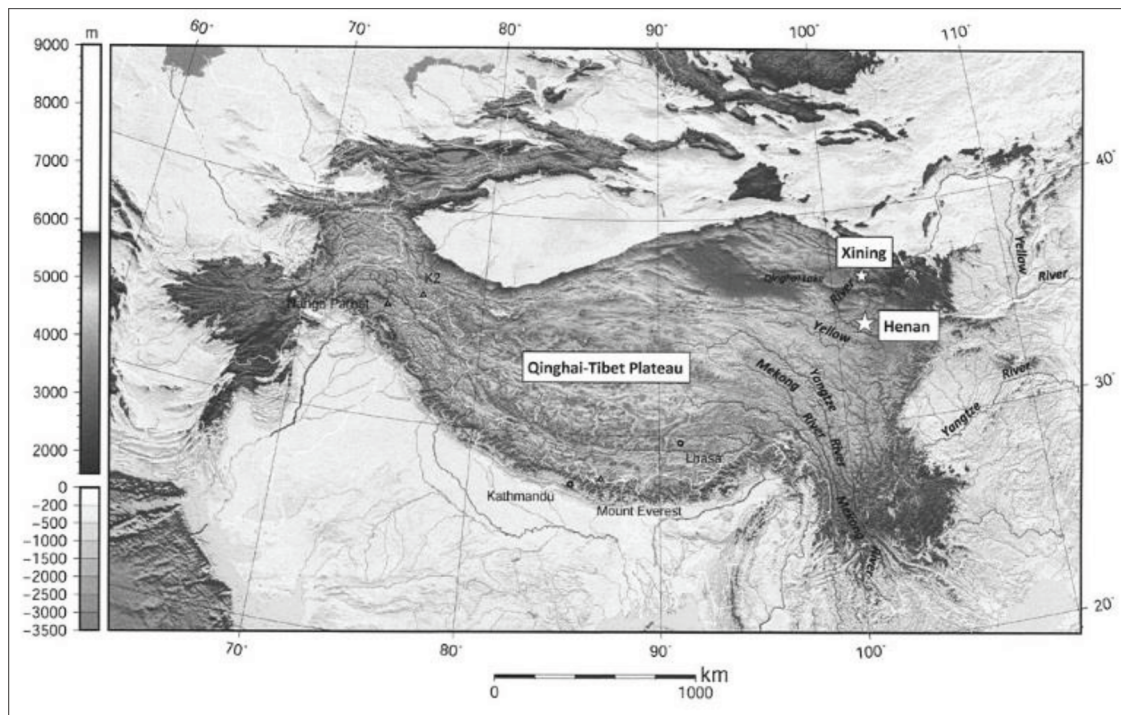 m
60°
70°
80°
90°
100°
110°
9000
8000
7000
6000
5000
4000
3000
2000
0
−200
−500
−1000
−2000
−3000
−3500
40°
30°
20°
Xining
Yellow
River
Qinghai Lake
River
K2
Nanga Parbat
Henan
Yellow
Qinghai-Tibet Plateau
Mekong
Yangtze
River
River
River
Yangtze
Lhasa
Kathmandu
Mount Everest
Mekong
River
70°
80°
90°
100°
km
0
1000